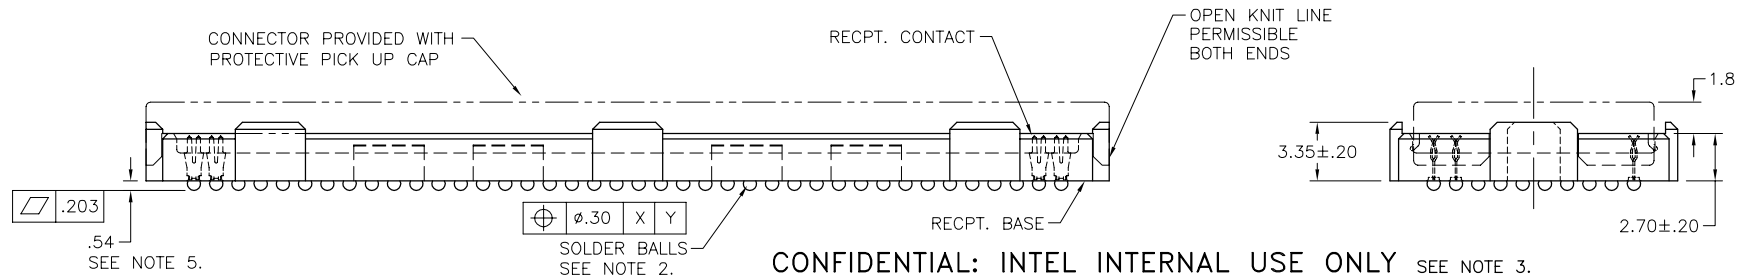 OPEN KNIT LINE
PERMISSIBLE
BOTH ENDS
CONNECTOR PROVIDED WITH
PROTECTIVE PICK UP CAP
RECPT. CONTACT
1.8
3.35±.20
.203
ø.30 X Y
RECPT. BASE
2.70±.20
.54
SEE NOTE 5.
SOLDER BALLS
SEE NOTE 2.
CONFIDENTIAL: INTEL INTERNAL USE ONLY SEE NOTE 3.